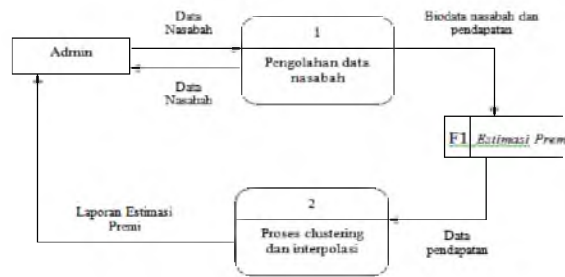 Data
Nasabah
1
Biodata nasabah dan
pendapatan
Admin
Pengolahan data
nasabah
Data
Nasabah
F1 Estimasi Prem
2
Laporan Estimasi
Premi
Proses clustering
dan interpolasi
Data
pendapatan